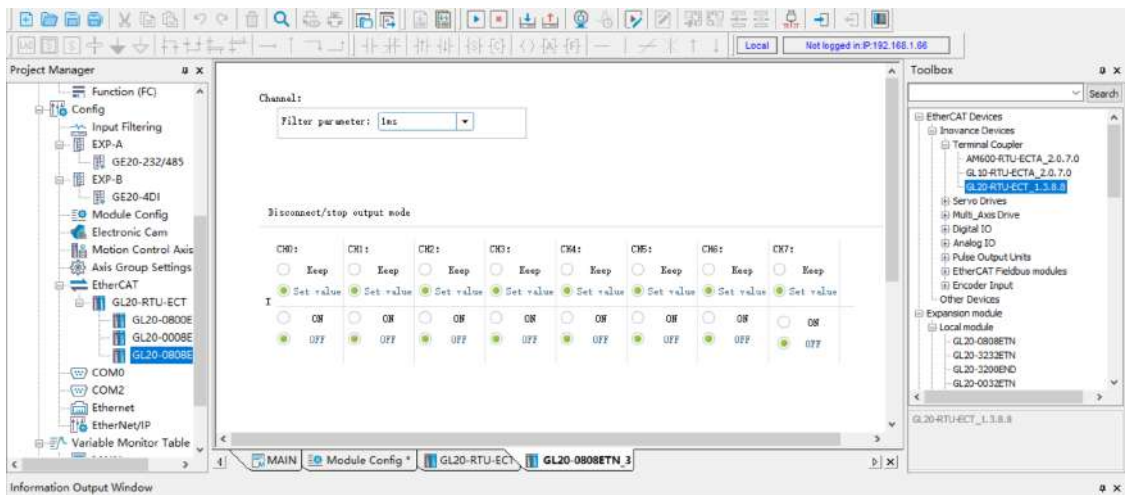 Local
Not logged in:IP:192.168.1.66
Project Manager
Function (FC)
Config
Input Filtering
EXP-A
GE20-232/485
EXP-B
GE20-4DI
Module Config
Electronic Cam
Motion Control Axis
Axis Group Settings
EtherCAT
GL20-RTU-ECT
GL20-0800E
GL20-0008E
GL20-0808E
COM0
COM2
Ethernet
EtherNet/IP
Variable Monitor Table
Channel:
Filter parameter: 1ms
Disconnect/stop output mode
CH0: CH1: CH2: CH3: CH4: CH5: CH6: CH7:
Keep Keep Keep Keep Keep Keep Keep Keep
Set value Set value Set value Set value Set value Set value Set value Set value
Y
ON ON ON ON ON ON ON ON
OFF OFF OFF OFF OFF OFF OFF OFF
MAIN Module Config * GL20-RTU-ECT GL20-0808ETN_3
Toolbox
Search
EtherCAT Devices
Inovance Devices
Terminal Coupler
AM600-RTU-ECTA_2.0.7.0
GL10-RTU-ECTA_2.0.7.0
GL20-RTU-ECT_1.3.8.8
Servo Drives
Multi_Axis Drive
Digital IO
Analog IO
Pulse Output Units
EtherCAT Fieldbus modules
Encoder Input
Other Devices
Expansion module
Local module
GL20-0808ETN
GL20-3232ETN
GL20-3200END
GL20-0032ETN
GL20-RTU-ECT_1.3.8.8
Information Output Window